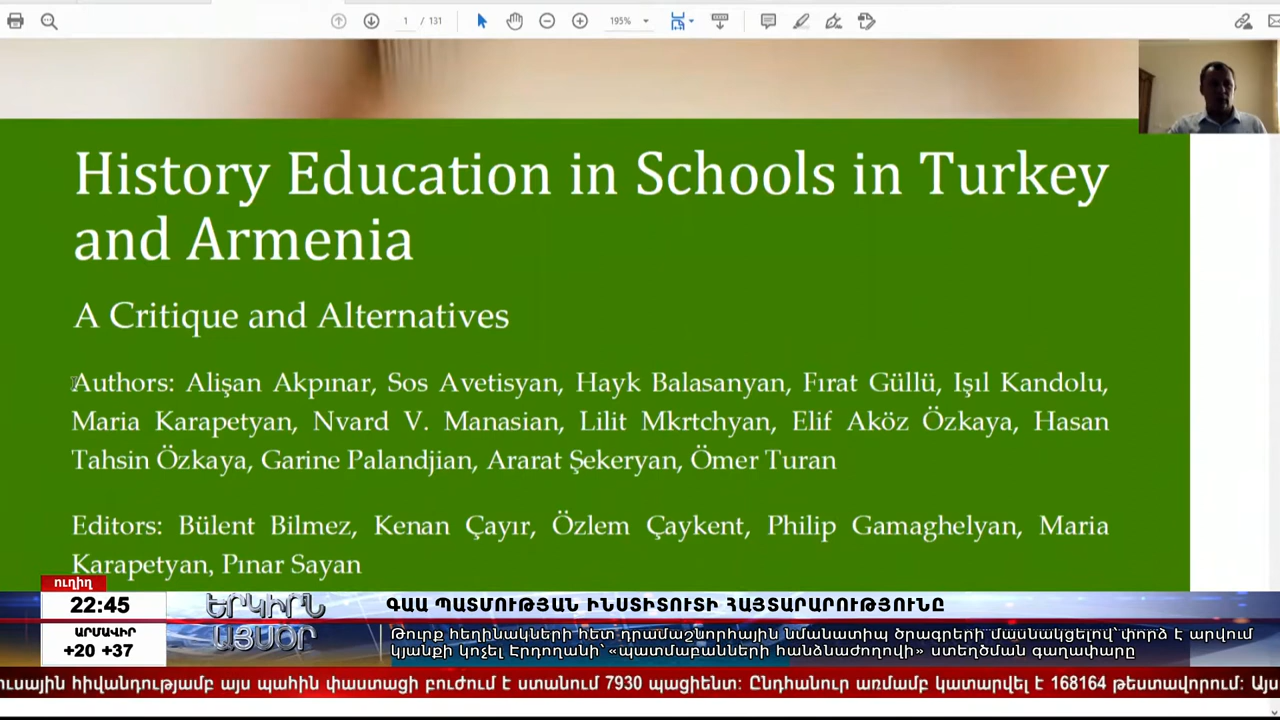 1 / 131
195%
History Education in Schools in Turkey
and Armenia
A Critique and Alternatives
Authors: Alişan Akpınar, Sos Avetisyan, Hayk Balasanyan, Fırat Güllü, Işıl Kandolu,
Maria Karapetyan, Nvard V. Manasian, Lilit Mkrtchyan, Elif Aköz Özkaya, Hasan
Tahsin Özkaya, Garine Palandjian, Ararat Şekeryan, Ömer Turan
Editors: Bülent Bilmez, Kenan Çayır, Özlem Çaykent, Philip Gamaghelyan, Maria
Karapetyan, Pınar Sayan
ուղիղ
22:45
ԱՐՄԱՎԻՐ
+20 +37
ԵՐԿԻՐՆ
ԱՅՍՕՐ
ԳԱԱ ՊԱՏՄՈՒԹՅԱՆ ԻՆՍՏԻՏՈՒՏԻ ՀԱՅՏԱՐԱՐՈՒԹՅՈՒՆԸ
Թուրք հեղինակների հետ դրամաշնորհային նմանատիպ ծրագրերի մասնակցելով՝ փորձ է արվում
կյանքի կոչել Էրդողանի՝ «պատմաբանների հանձնաժողովի» ստեղծման գաղափարը
ուսային հիվանդությամբ այս պահին փաստացի բուժում է ստանում 7930 պացիենտ: Ընդհանուր առմամբ կատարվել է 168164 թեստավորում: Այս